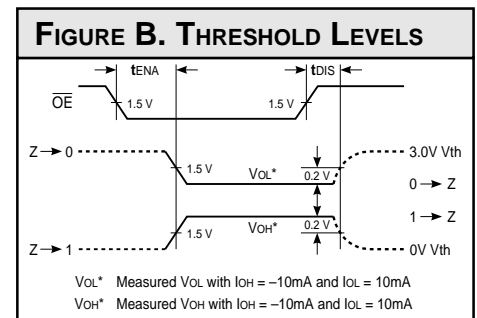 FIGURE B. THRESHOLD LEVELS
tENA tDIS
OE 1.5 V 1.5 V
Z 0 1.5 V VOL* 0.2 V 3.0V Vth
0 Z
1 Z
Z 1 1.5 V VOH* 0.2 V 0V Vth
VOL* Measured VOL with IOH = –10mA and IOL = 10mA
VOH* Measured VOH with IOH = –10mA and IOL = 10mA